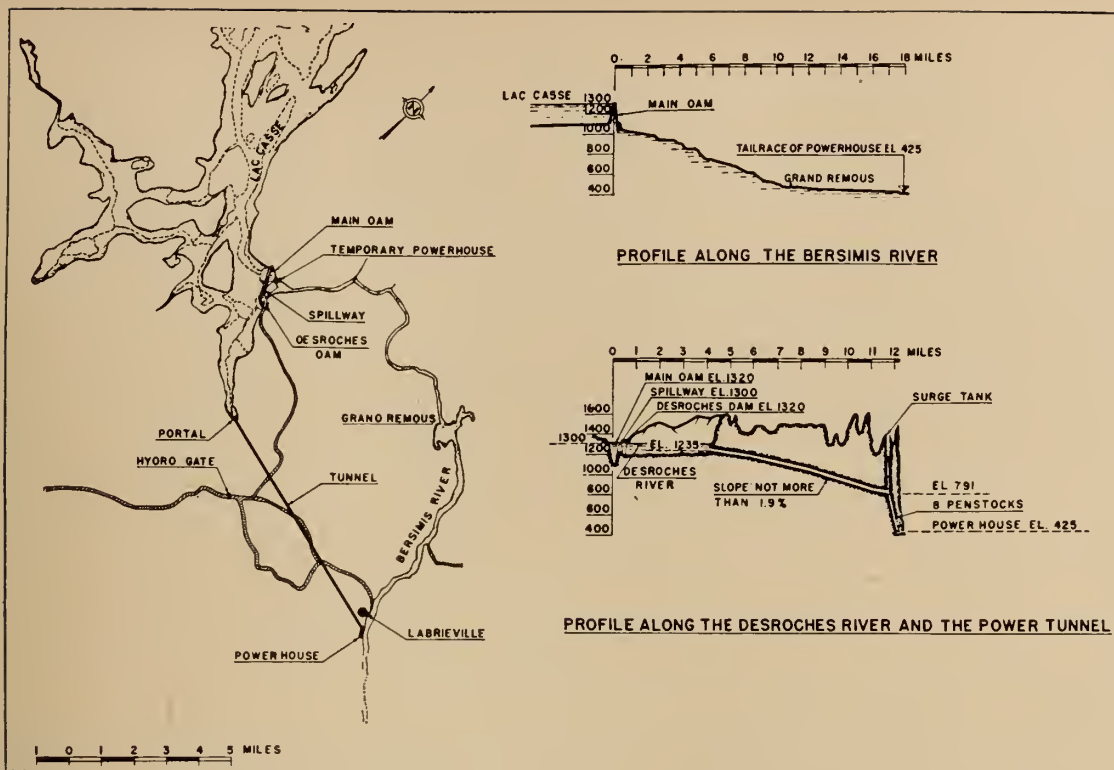 LAC CASSE
MAIN OAM
TEMPORARY POWERHOUSE
SPILLWAY
OESROCHES
OAM
GRAND REMOUS
PORTAL
HYDRO GATE
TUNNEL
BERSIMIS RIVER
LABRIEVILLE
POWER HOUSE
1 0 1 2 3 4 5 MILES
0 2 4 6 8 10 12 14 16 18 MILES
LAC CASSE
1300
1200
1000
800
600
400
MAIN OAM
TAILRACE OF POWERHOUSE EL 425
GRAND REMOUS
PROFILE ALONG THE BERSIMIS RIVER
0 1 2 3 4 5 6 7 8 9 10 11 12 MILES
MAIN OAM EL.1320
SPILLWAY EL.1300
DESROCHES DAM EL 1320
SURGE TANK
1600
1400
1300
1200
1000
800
600
400
EL. 1235
DESROCHES
RIVER
SLOPE NOT MORE
THAN 1.9%
EL 791
8 PENSTOCKS
POWER HOUSE EL. 425
PROFILE ALONG THE DESROCHES RIVER AND THE POWER TUNNEL